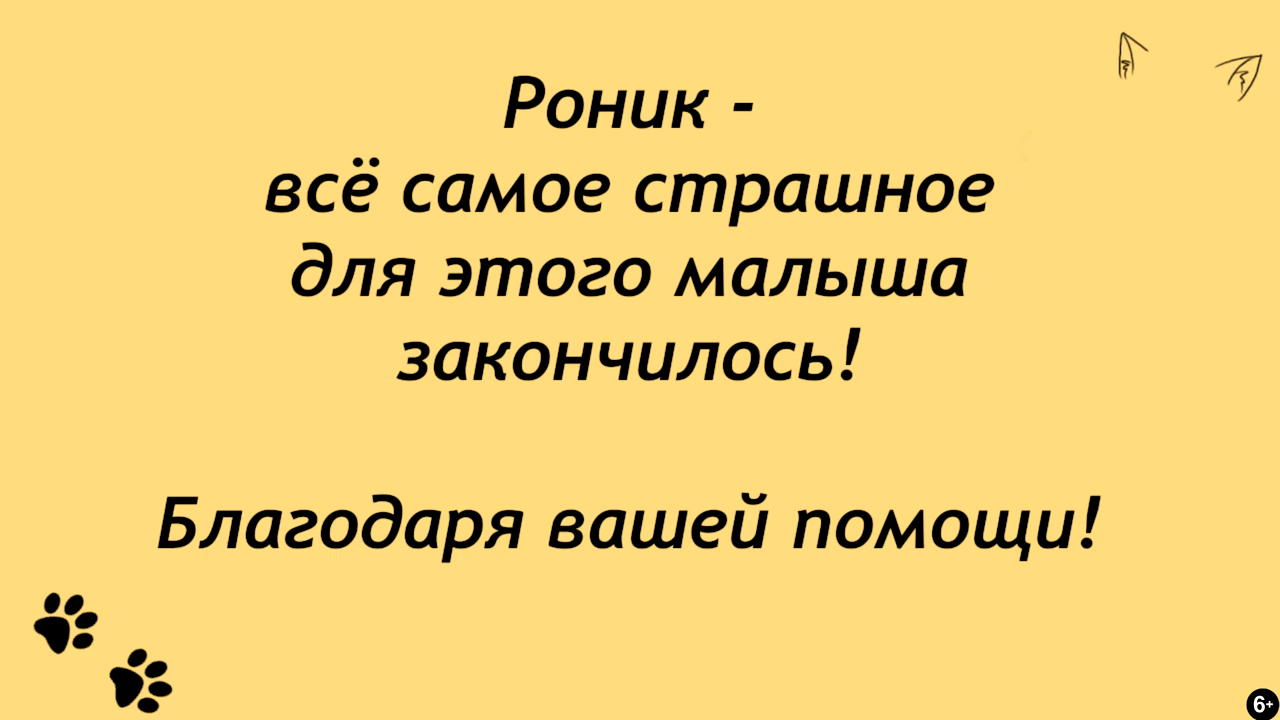 Роник -
всё самое страшное
для этого малыша
закончилось!
Благодаря вашей помощи!
6+